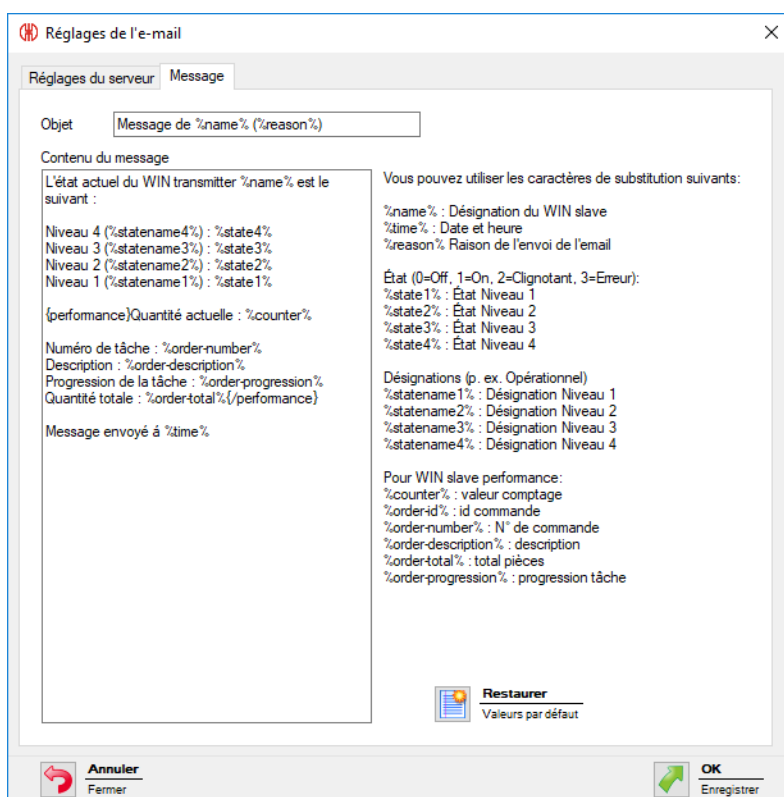 Réglages de l'e-mail
Réglages du serveur
Message
Objet
Message de %name% (%reason%)
Contenu du message
L'état actuel du WIN transmitter %name% est le
suivant :
Niveau 4 (%statename4%) : %state4%
Niveau 3 (%statename3%) : %state3%
Niveau 2 (%statename2%) : %state2%
Niveau 1 (%statename1%) : %state1%
{performance}Quantité actuelle : %counter%
Numéro de tâche : %order-number%
Description : %order-description%
Progression de la tâche : %order-progression%
Quantité totale : %order-total%{/performance}
Message envoyé á %time%
Vous pouvez utiliser les caractères de substitution suivants:
%name% : Désignation du WIN slave
%time% : Date et heure
%reason% Raison de l'envoi de l'email
État (0=Off, 1=On, 2=Clignotant, 3=Erreur):
%state1% : État Niveau 1
%state2% : État Niveau 2
%state3% : État Niveau 3
%state4% : État Niveau 4
Désignations (p. ex. Opérationnel)
%statename1% : Désignation Niveau 1
%statename2% : Désignation Niveau 2
%statename3% : Désignation Niveau 3
%statename4% : Désignation Niveau 4
Pour WIN slave performance:
%counter% : valeur comptage
%order-id% : id commande
%order-number% : N° de commande
%order-description% : description
%order-total% : total pièces
%order-progression% : progression tâche
Restaurer
Valeurs par défaut
Annuler
Fermer
OK
Enregistrer